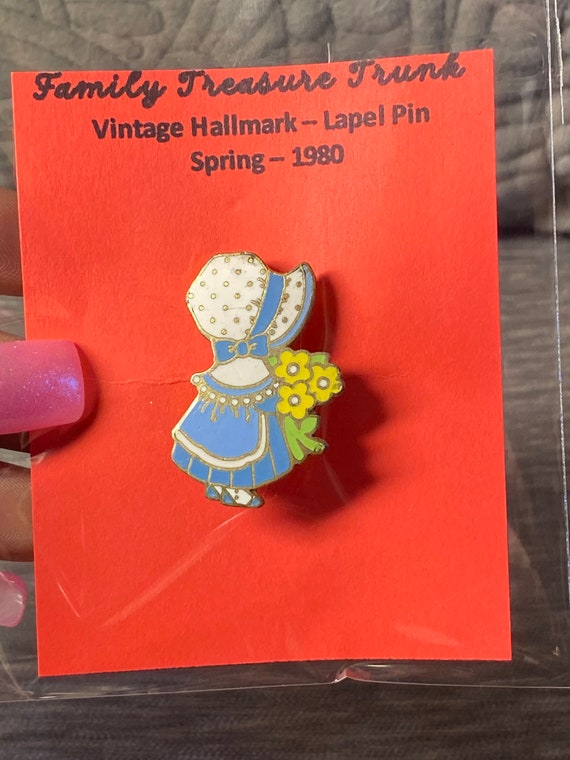 Family Treasure Trunk
Vintage Hallmark – Lapel Pin
Spring – 1980